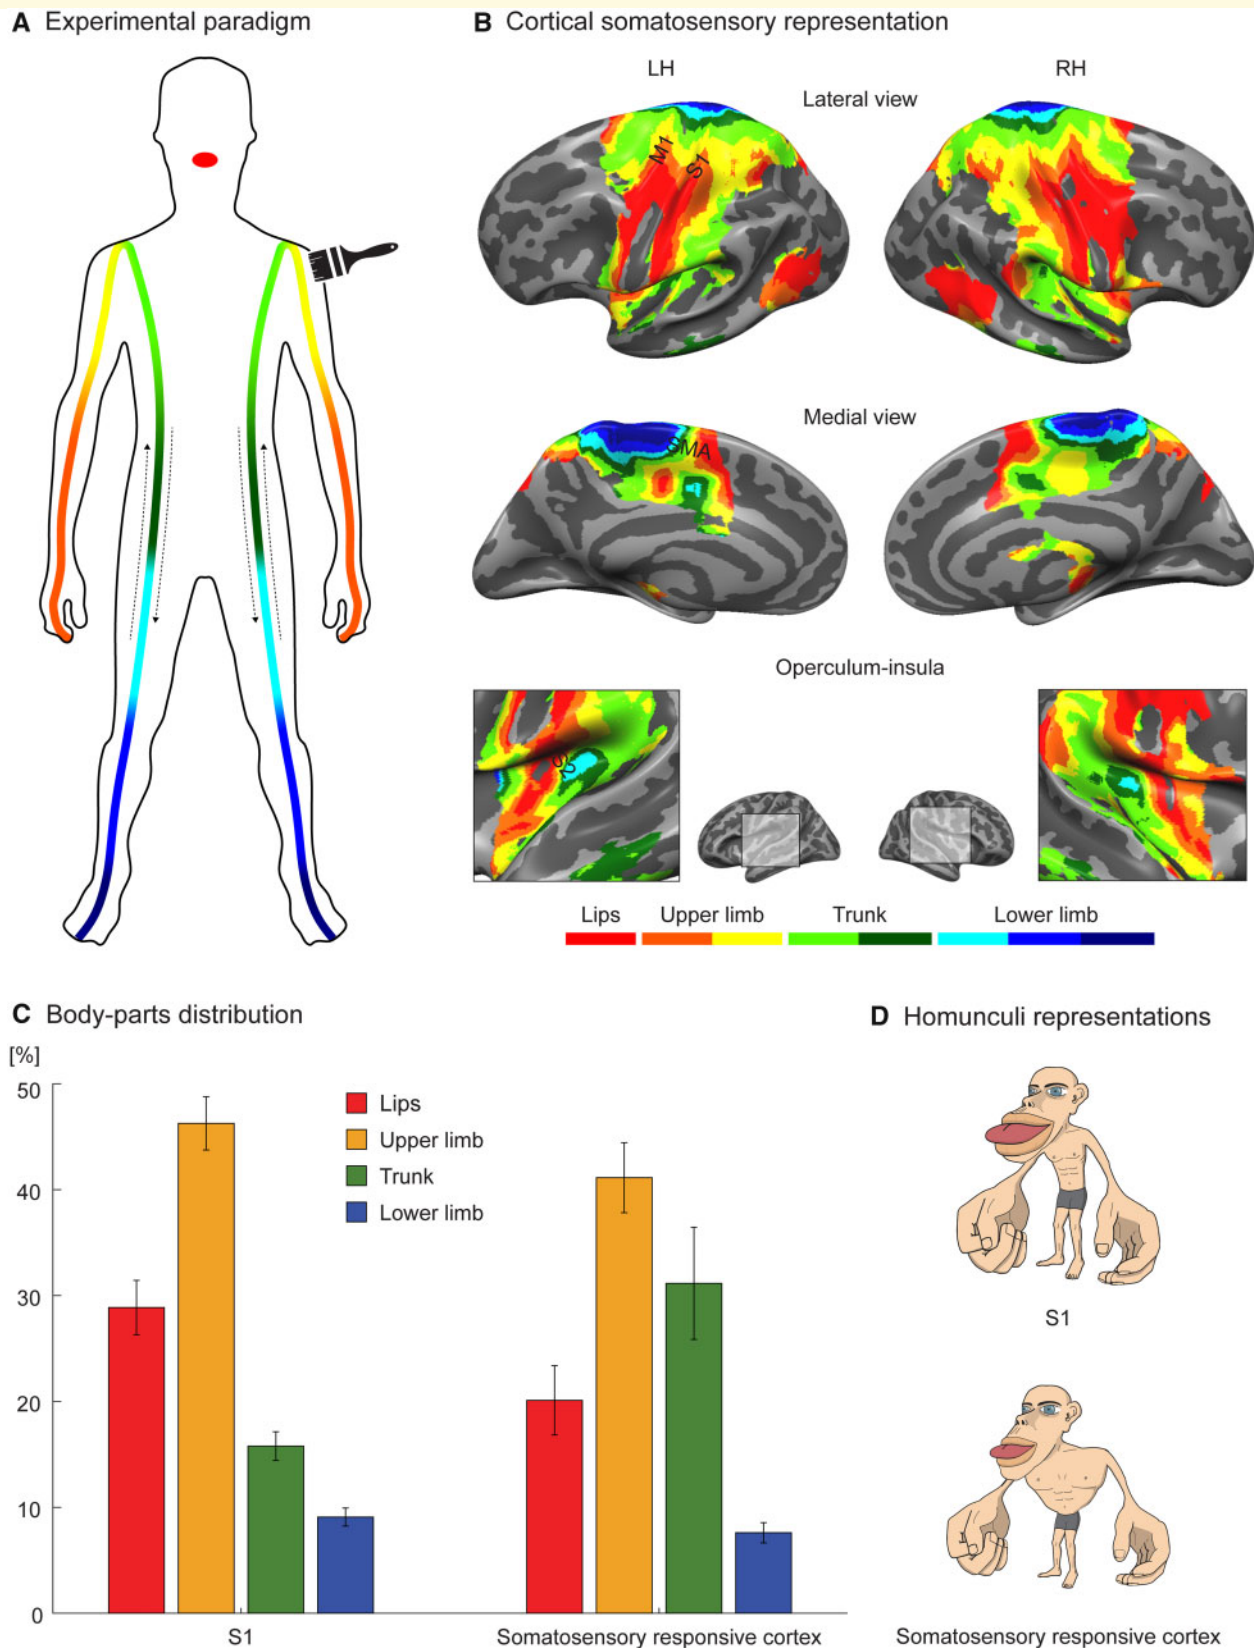 A Experimental paradigm
B Cortical somatosensory representation
LH
RH
Lateral view
M1
S1
Medial view
SMA
Operculum-insula
S2
Lips
Upper limb
Trunk
Lower limb
C Body-parts distribution
[%]
50
40
30
20
10
0
Lips
Upper limb
Trunk
Lower limb
S1
Somatosensory responsive cortex
D Homunculi representations
S1
Somatosensory responsive cortex